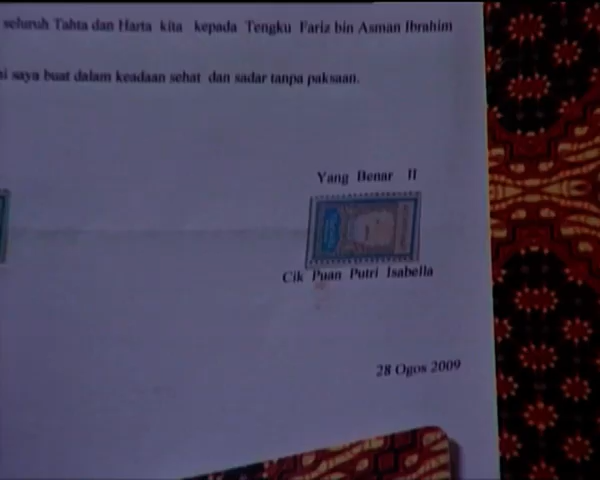 seluruh Tahta dan Harta kita kepada Tengku Fariz bin Asman Ibrahim
ni saya buat dalam keadaan sehat dan sadar tanpa paksaan.
Yang Benar II
Cik Puan Putri Isabella
28 Ogos 2009